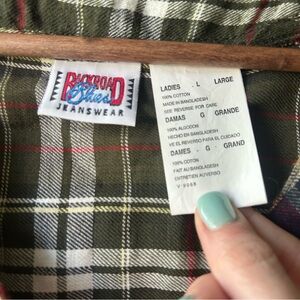 BACKROAD
Blues
JEANSWEAR
LADIES - L - LARGE
100% COTTON
MADE IN BANGLADESH
SEE REVERSE FOR CARE
DAMAS - G - GRANDE
100% ALGODON
HECHO EN BANGLADESH
VE EL REVERSO PARA EL CUIDADO
DAMES - G - GRAND
100% COTON
FAIT AU BANGLADESH
ENTRETIEN AU VERSO